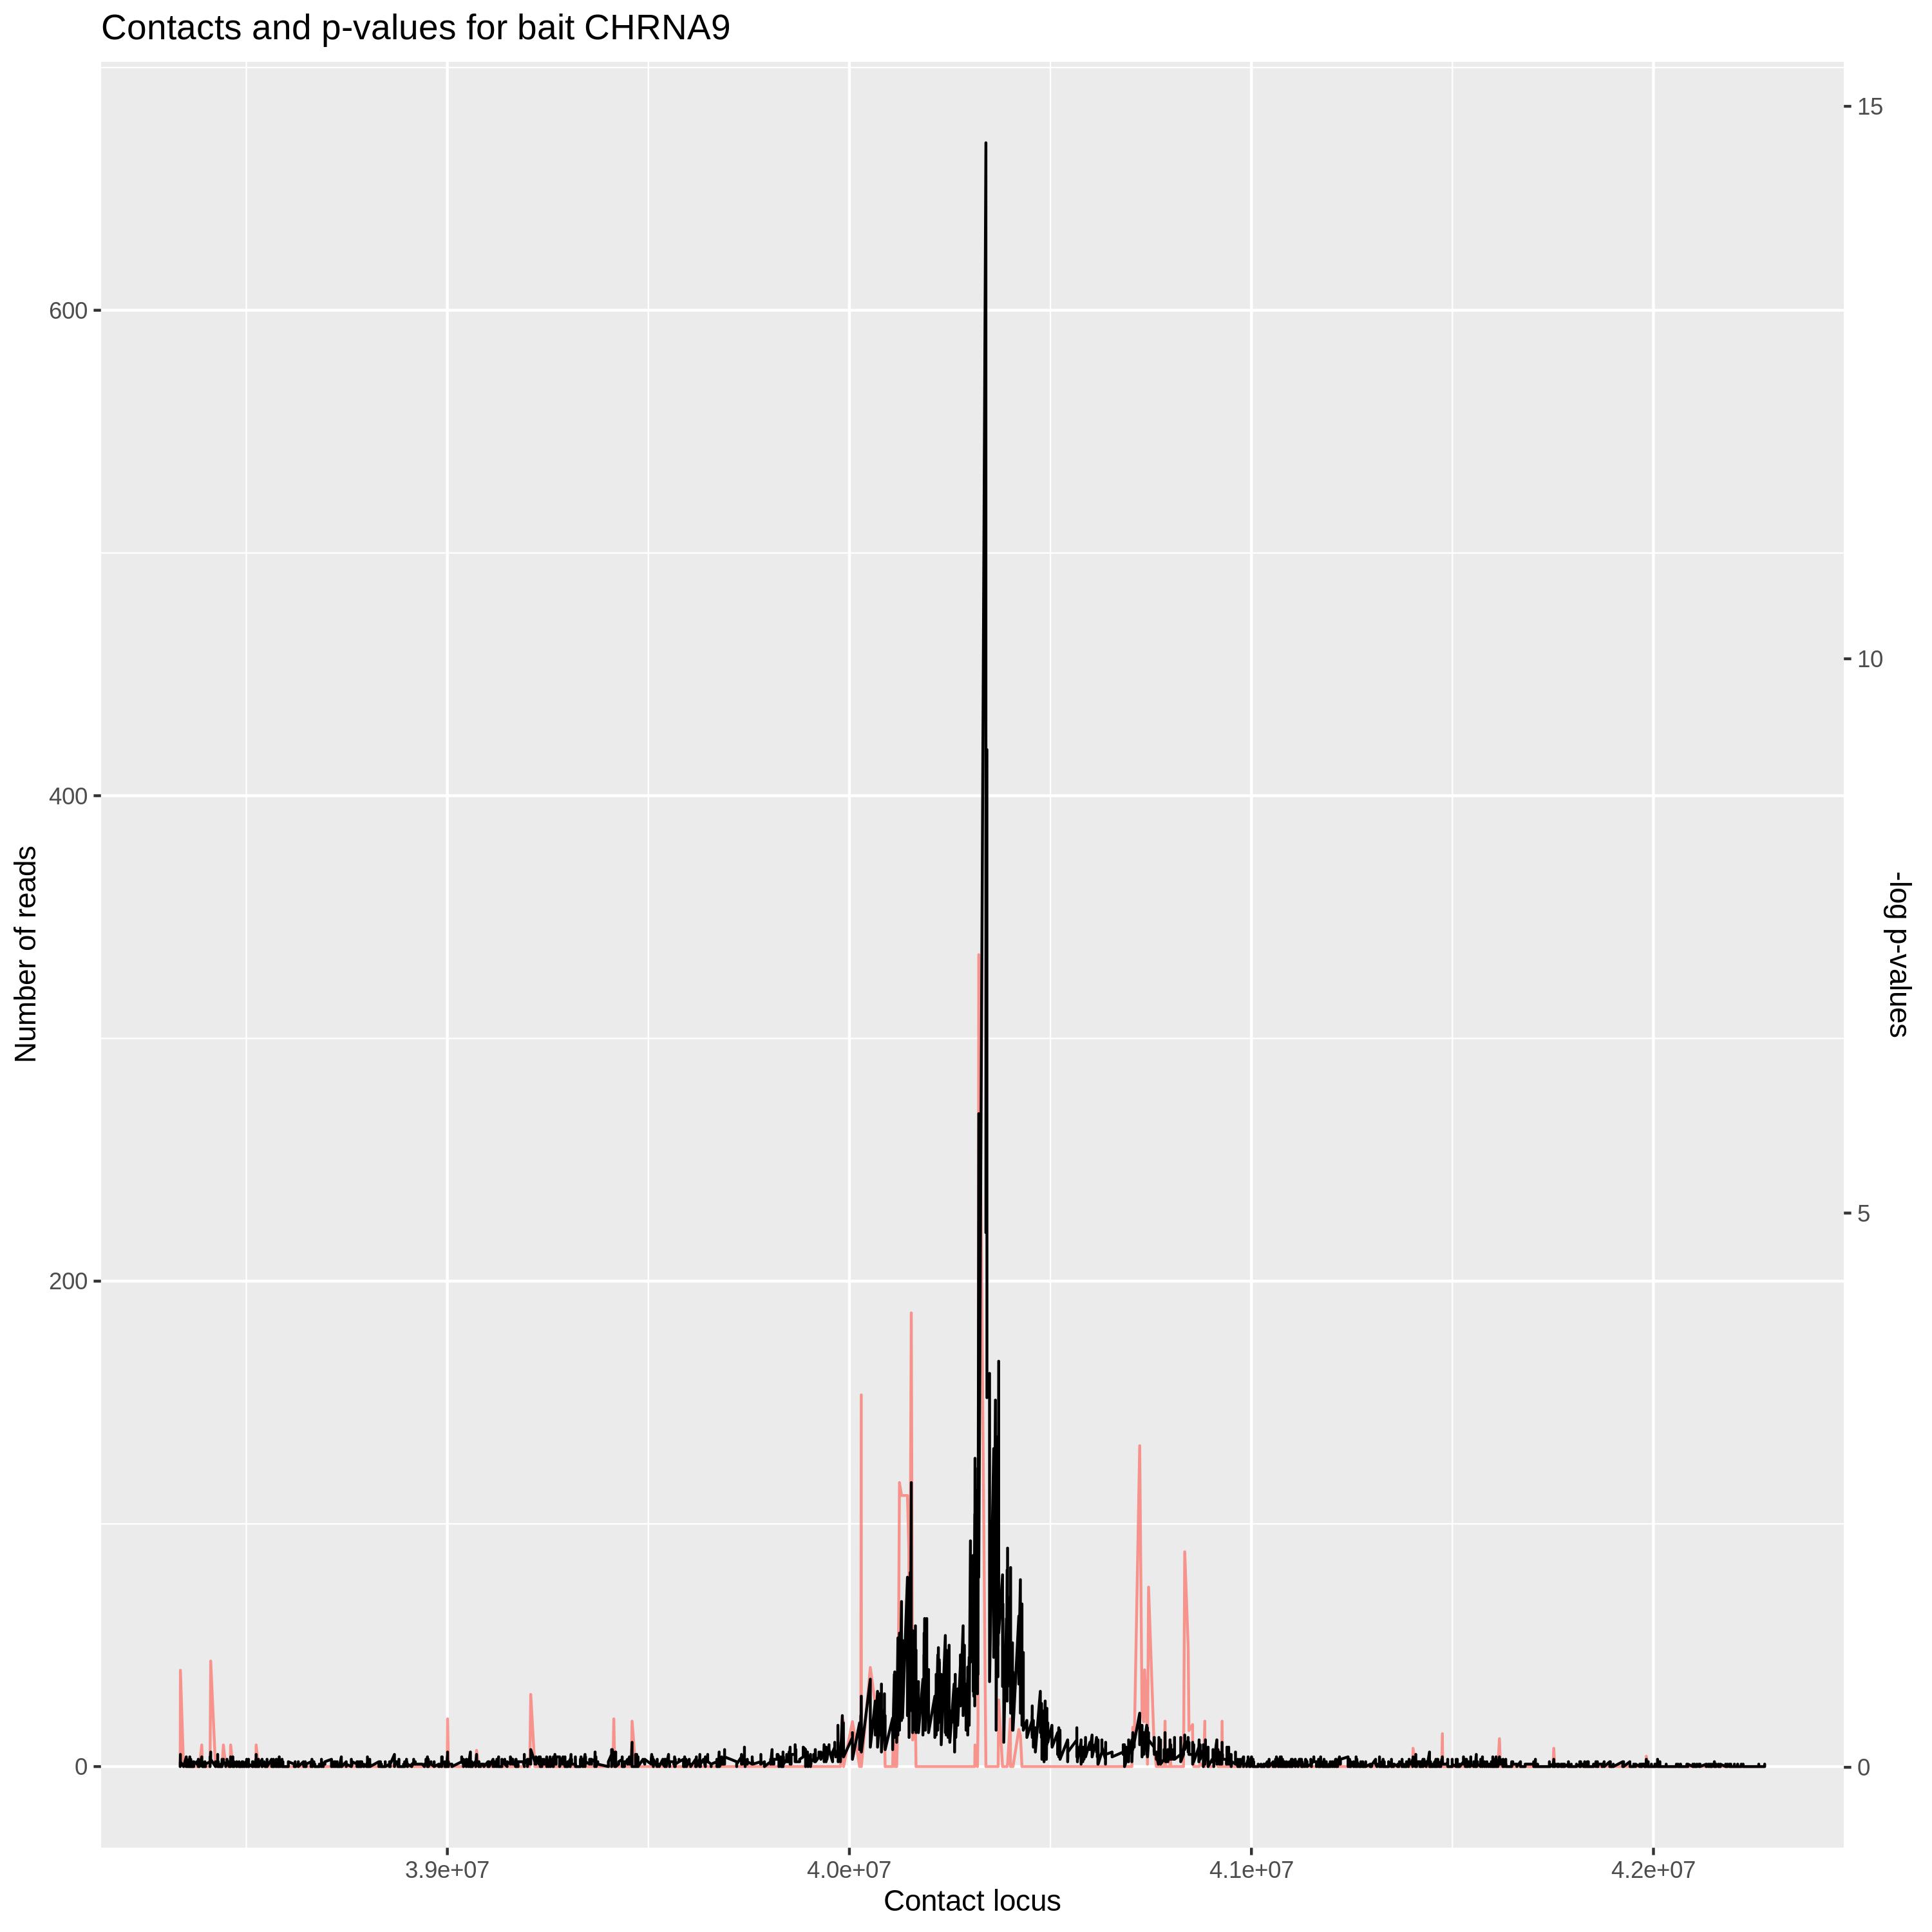 Contacts and p-values for bait CHRNA9
15
600
10
400
Number of reads
-log p-values
5
200
0
0
3.9e+07
4.0e+07
4.1e+07
4.2e+07
Contact locus